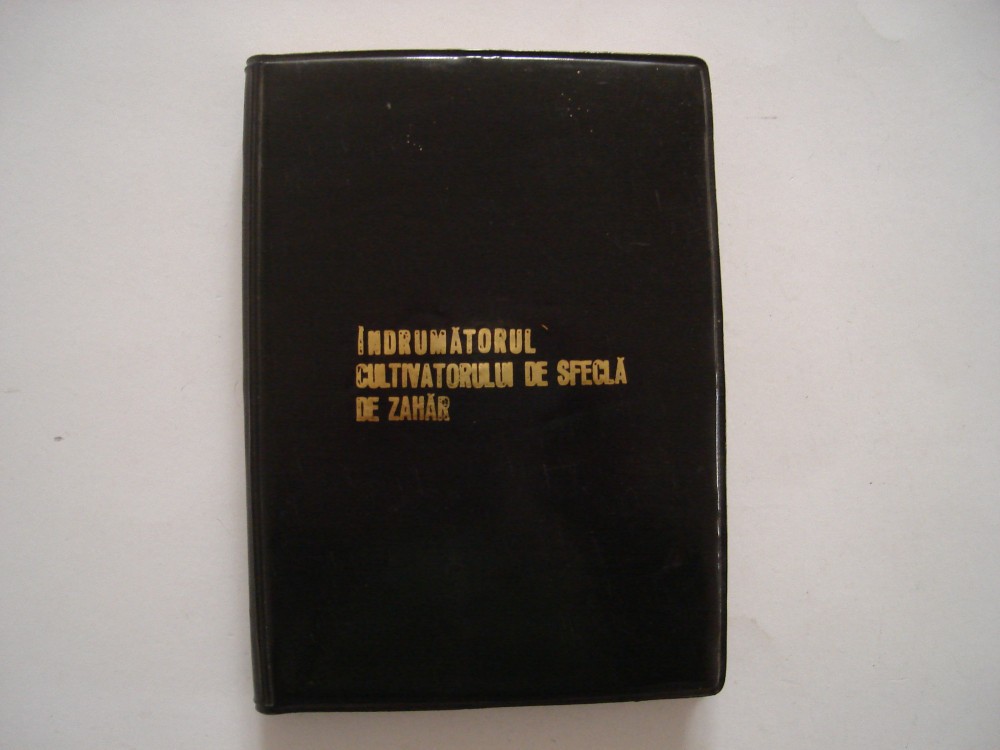 ÎNDRUMĂTORUL
CULTIVATORULUI DE SFECLĂ
DE ZAHĂR